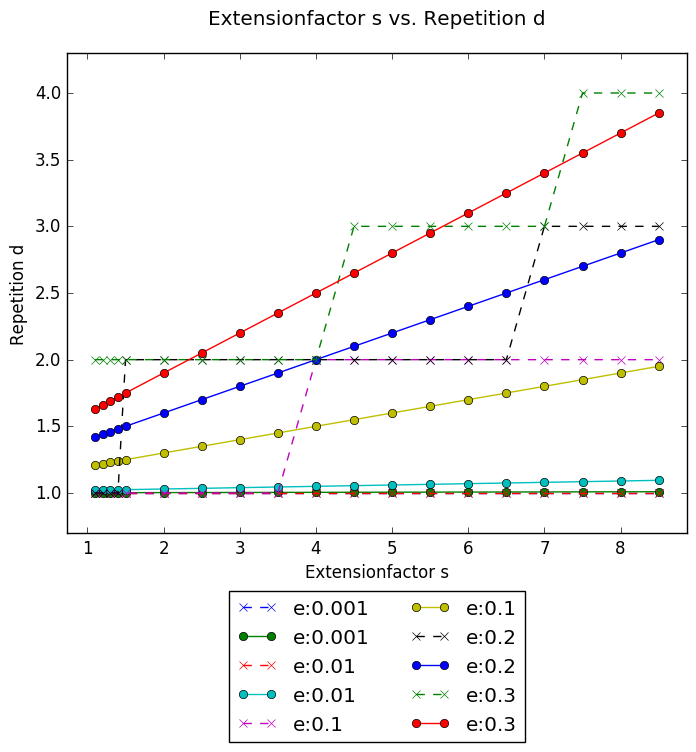 Extensionfactor s vs. Repetition d
4.0
3.5
3.0
2.5
2.0
1.5
1.0
Repetition d
1 2 3 4 5 6 7 8
Extensionfactor s
e:0.001
e:0.001
e:0.01
e:0.01
e:0.1
e:0.1
e:0.2
e:0.2
e:0.3
e:0.3